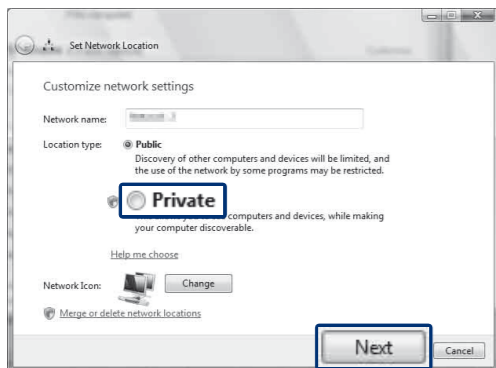 Set Network Location
Customize network settings
Network name:
Location type:
Public
Discovery of other computers and devices will be limited, and
the use of the network by some programs may be restricted.
Private
computers and devices, while making
your computer discoverable.
Help me choose
Network Icon:
Change
Merge or delete network locations
Next
Cancel